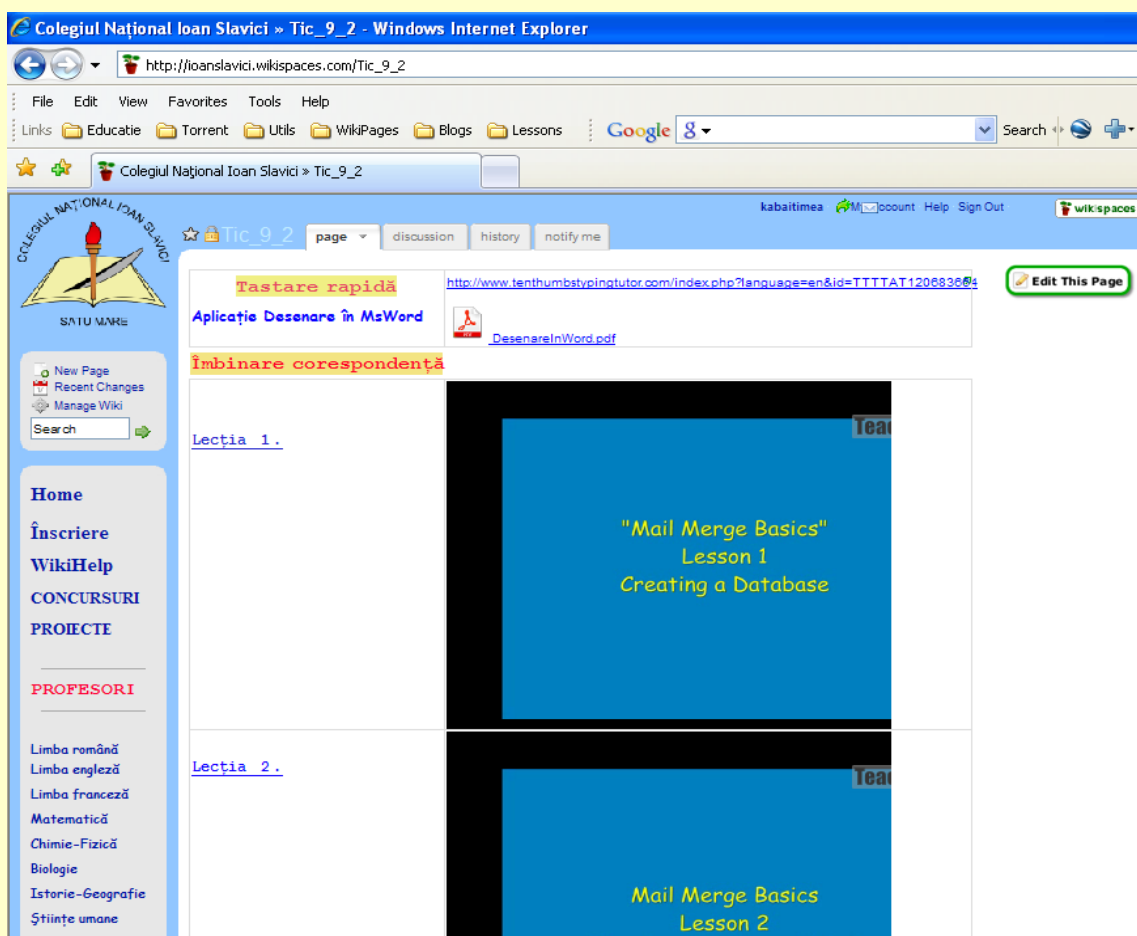 Colegiul Național Ioan Slavici » Tic_9_2 - Windows Internet Explorer
http://ioanslavici.wikispaces.com/Tic_9_2
File Edit View Favorites Tools Help
Links Educatie Torrent Utils WikiPages Blogs Lessons Google Search
Colegiul Național Ioan Slavici » Tic_9_2
COLEGIUL NAȚIONAL IOAN SLAVICI
SATU MARE
kabaitimea Help Sign Out wikispaces
Tic_9_2 page discussion history notify me
Tastare rapidă
http://www.tenthumbstypingtutor.com/index.php?language=en&id=TTTTAT120683664
Edit This Page
Aplicație Desenare în MsWord
DesenareInWord.pdf
Îmbinare corespondență
New Page
Recent Changes
Manage Wiki
Search
Home
Înscriere
WikiHelp
CONCURSURI
PROIECTE
PROFESORI
Limba română
Limba engleză
Limba franceză
Matematică
Chimie-Fizică
Biologie
Istorie-Geografie
Științe umane
Lecția 1.
Teac
"Mail Merge Basics"
Lesson 1
Creating a Database
Lecția 2.
Teac
Mail Merge Basics
Lesson 2